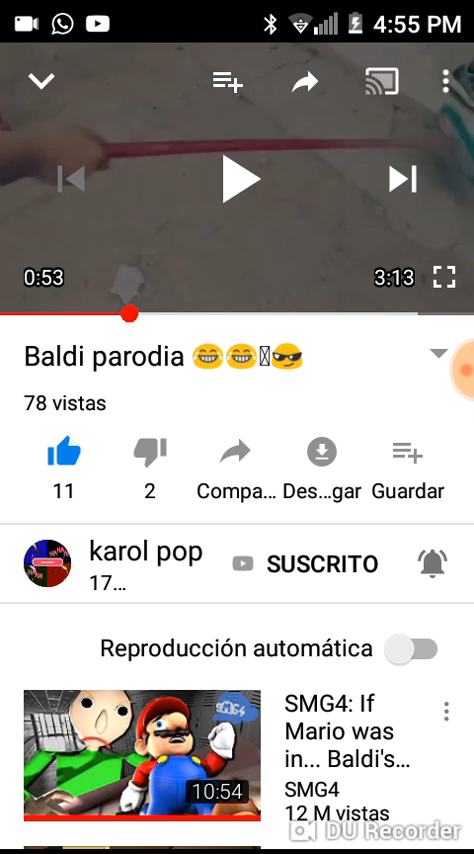 4:55 PM
0:53
3:13
Baldi parodia 😂😂😎
78 vistas
11
2
Compa...
Des...gar
Guardar
karol pop
17...
SUSCRITO
Reproducción automática
SMG4
10:54
SMG4: If
Mario was
in... Baldi's...
SMG4
12 M vistas
DU Recorder